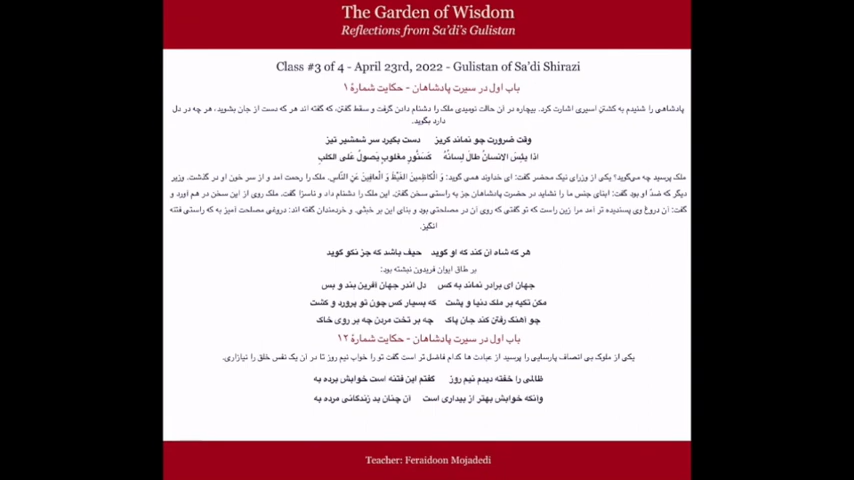 The Garden of Wisdom
Reflections from Sa'di's Gulistan
Class #3 of 4 - April 23rd, 2022 - Gulistan of Sa'di Shirazi
باب اول در سیرت پادشاهان - حکایت شمارهٔ ۱
پادشاهی را شنیدم به کشتن اسیری اشارت کرد. بیچاره در آن حالت نومیدی ملک را دشنام دادن گرفت و سقط گفتن، که گفته اند هر که دست از جان بشوید، هر چه در دل
دارد بگوید.
وقت ضرورت چو نماند گریز دست بگیرد سر شمشیر تیز
اذا یئِسَ الانسانُ طالَ لِسانُهُ کَسَنُّورِ مغلوبٍ یَصولُ عَلی الکلبِ
ملک پرسید چه می‌گوید؟ یکی از وزرای نیک محضر گفت: ای خداوند همی گوید: وَ الْکاظِمینَ الغَیْظَ وَ الْعافِینَ عَنِ النّاسِ. ملک را رحمت آمد و از سر خون او در گذشت. وزیر
دیگر که ضدّ او بود گفت: ابنای جنس ما را نشاید در حضرت پادشاهان جز به راستی سخن گفتن. این ملک را دشنام داد و ناسزا گفت. ملک روی از این سخن در هم آورد و
گفت: آن دروغ وی پسندیده تر آمد مرا زین راست که تو گفتی که روی آن در مصلحتی بود و بنای این بر خبثی. و خردمندان گفته اند: دروغی مصلحت آمیز به که راستی فتنه
انگیز.
هر که شاه آن کند که او گوید حیف باشد که جز نکو گوید
بر طاق ایوان فریدون نبشته بود:
جهان ای برادر نماند به کس دل اندر جهان آفرین بند و بس
مکن تکیه بر ملک دنیا و پشت که بسیار کس چون تو پرورد و کشت
چو آهنگ رفتن کند جان پاک چه بر تخت مردن چه بر روی خاک
باب اول در سیرت پادشاهان - حکایت شمارهٔ ۱۲
یکی از ملوک بی انصاف پارسایی را پرسید از عبادت ها کدام فاضل تر است گفت تو را خواب نیم روز تا در آن یک نفس خلق را نیازاری.
ظالمی را خفته دیدم نیم روز گفتم این فتنه است خوابش برده به
وآنکه خوابش بهتر از بیداری است آن چنان بد زندگانی مرده به
Teacher: Feraidoon Mojadedi